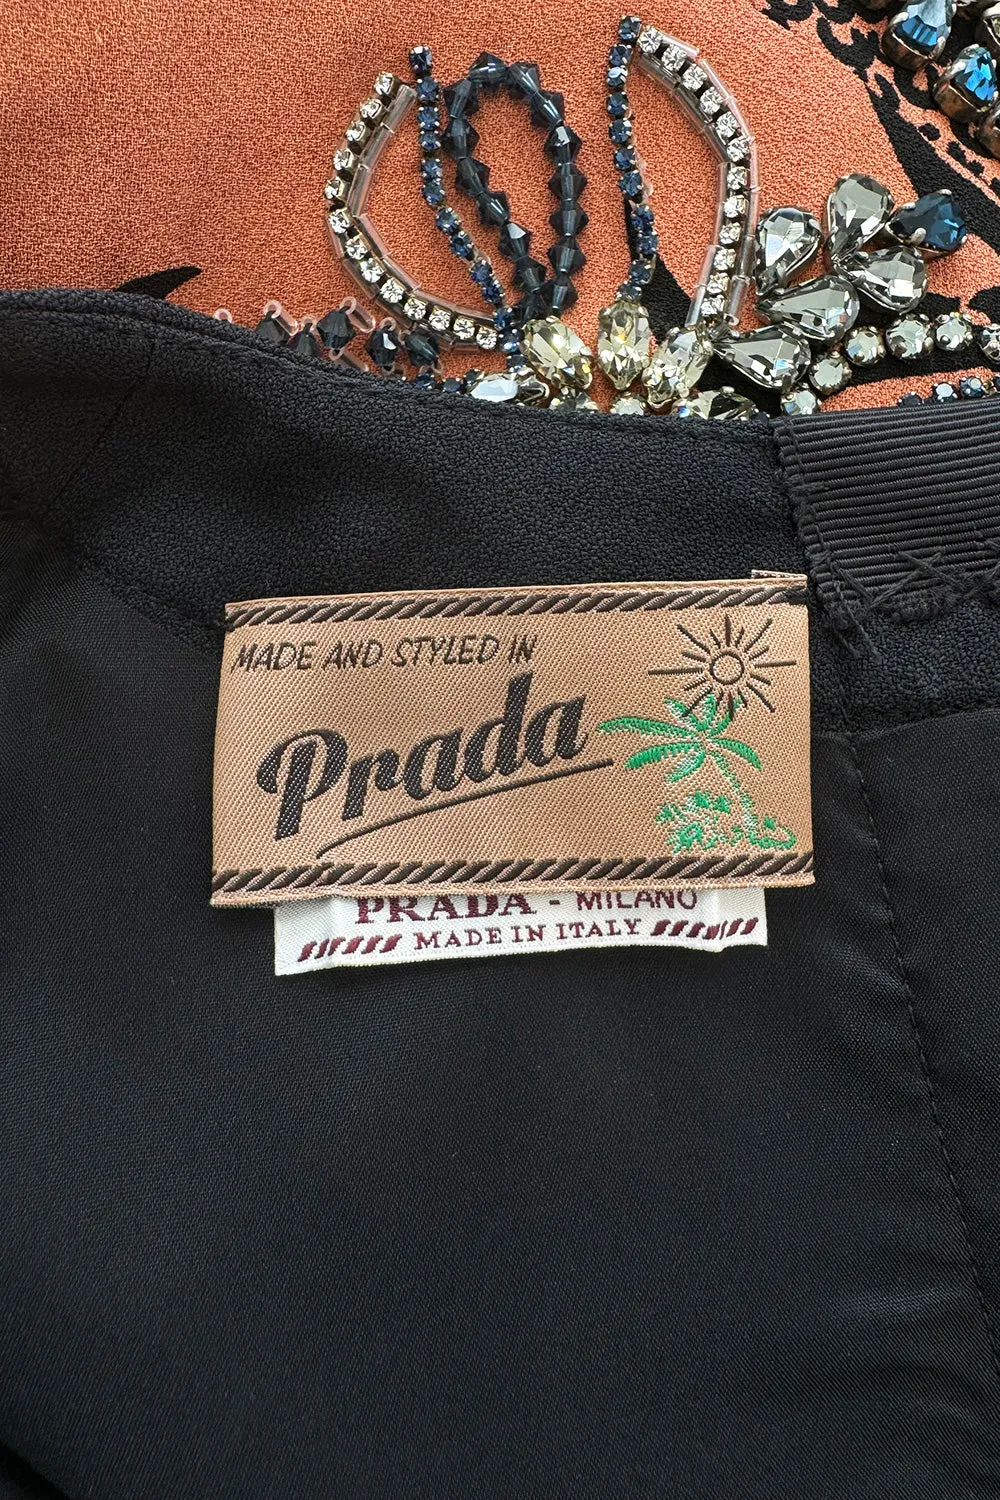 MADE AND STYLED IN
Prada
PRADA - MILANO
MADE IN ITALY